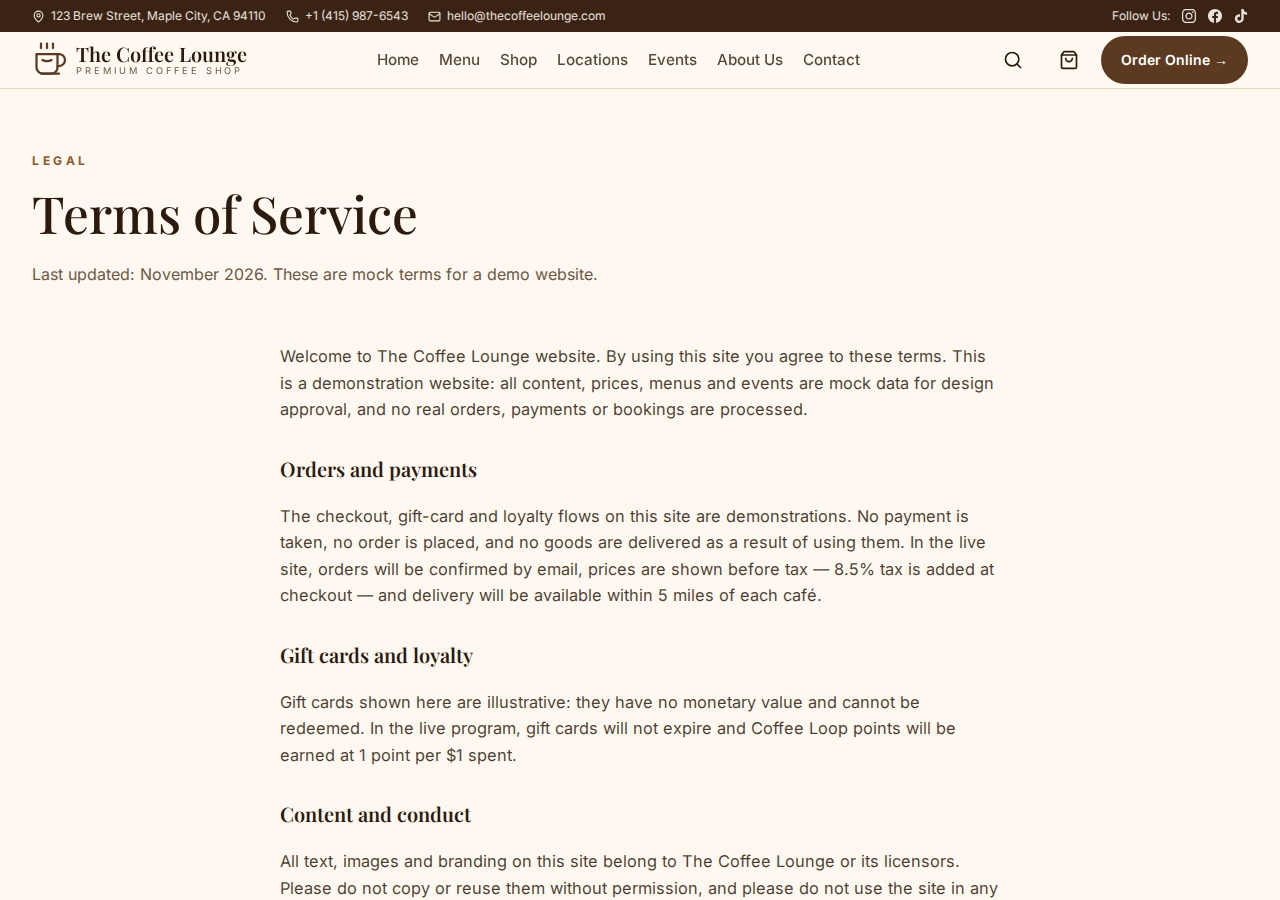 123 Brew Street, Maple City, CA 94110 +1 (415) 987-6543 hello@thecoffeelounge.com Follow Us:
The Coffee Lounge
PREMIUM COFFEE SHOP
Home Menu Shop Locations Events About Us Contact
Order Online →
LEGAL
Terms of Service
Last updated: November 2026. These are mock terms for a demo website.
Welcome to The Coffee Lounge website. By using this site you agree to these terms. This
is a demonstration website: all content, prices, menus and events are mock data for design
approval, and no real orders, payments or bookings are processed.
Orders and payments
The checkout, gift-card and loyalty flows on this site are demonstrations. No payment is
taken, no order is placed, and no goods are delivered as a result of using them. In the live
site, orders will be confirmed by email, prices are shown before tax — 8.5% tax is added at
checkout — and delivery will be available within 5 miles of each café.
Gift cards and loyalty
Gift cards shown here are illustrative: they have no monetary value and cannot be
redeemed. In the live program, gift cards will not expire and Coffee Loop points will be
earned at 1 point per $1 spent.
Content and conduct
All text, images and branding on this site belong to The Coffee Lounge or its licensors.
Please do not copy or reuse them without permission, and please do not use the site in any